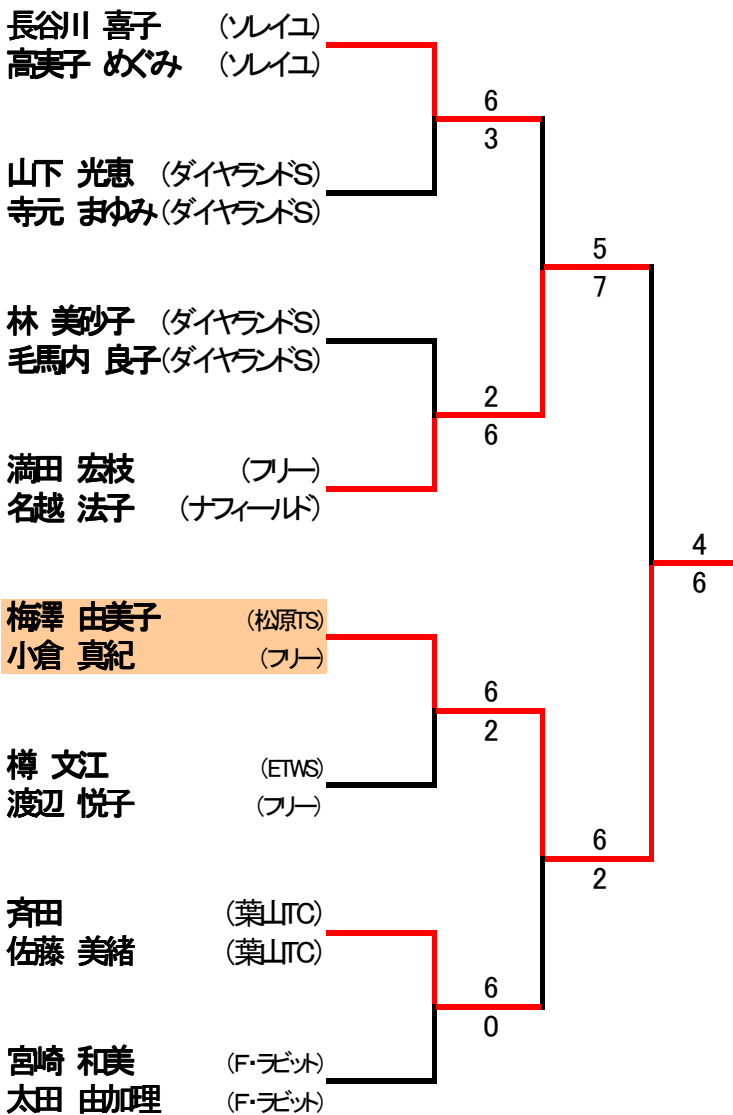 長谷川 喜子 (ソレイユ)
高実子 めぐみ (ソレイユ)
6
3
山下 光恵 (ダイヤランドS)
寺元 まゆみ (ダイヤランドS)
5
7
林 美砂子 (ダイヤランドS)
毛馬内 良子 (ダイヤランドS)
2
6
満田 宏枝 (フリー)
名越 法子 (ナフィールド)
4
6
梅澤 由美子 (松原TS)
小倉 真紀 (フリー)
6
2
樽 文江 (ETWS)
渡辺 悦子 (フリー)
6
2
斉田 (葉山TC)
佐藤 美緒 (葉山TC)
6
0
宮崎 和美 (F・ラビット)
太田 由加理 (F・ラビット)